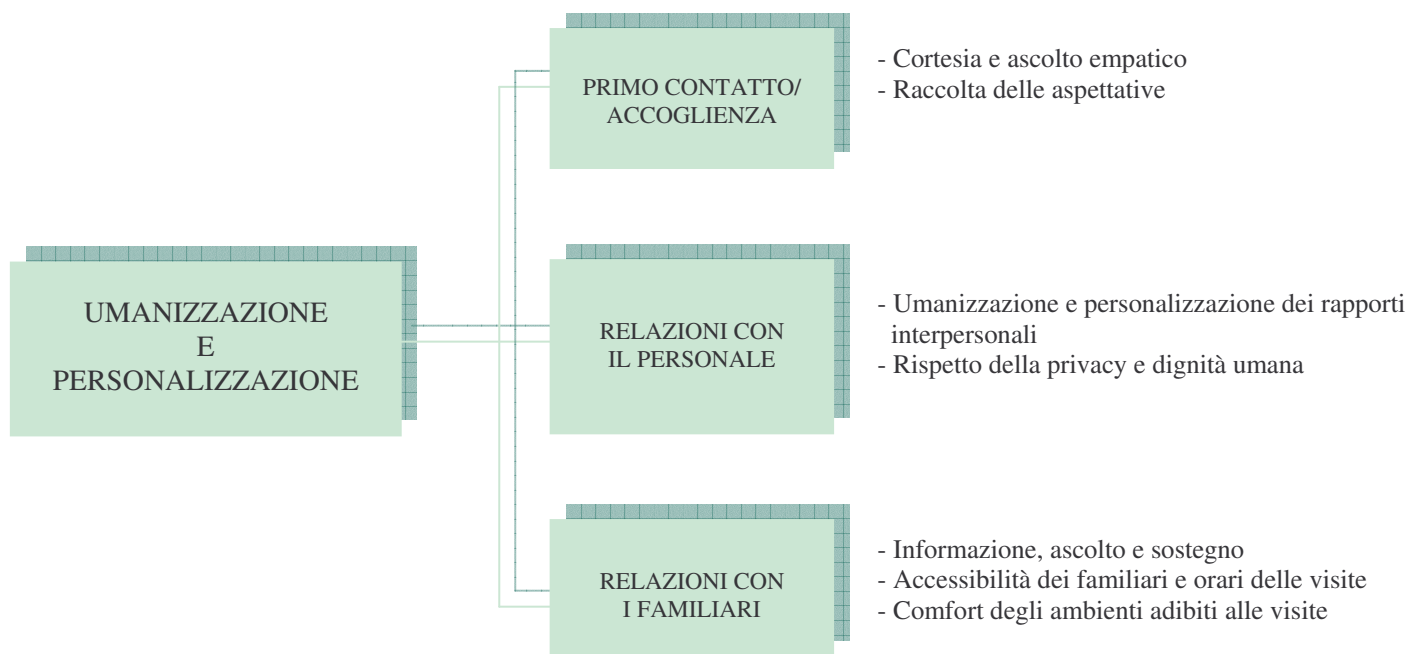 PRIMO CONTATTO/
ACCOGLIENZA
- Cortesia e ascolto empatico
- Raccolta delle aspettative
UMANIZZAZIONE
E
PERSONALIZZAZIONE
RELAZIONI CON
IL PERSONALE
- Umanizzazione e personalizzazione dei rapporti
interpersonali
- Rispetto della privacy e dignità umana
RELAZIONI CON
I FAMILIARI
- Informazione, ascolto e sostegno
- Accessibilità dei familiari e orari delle visite
- Comfort degli ambienti adibiti alle visite